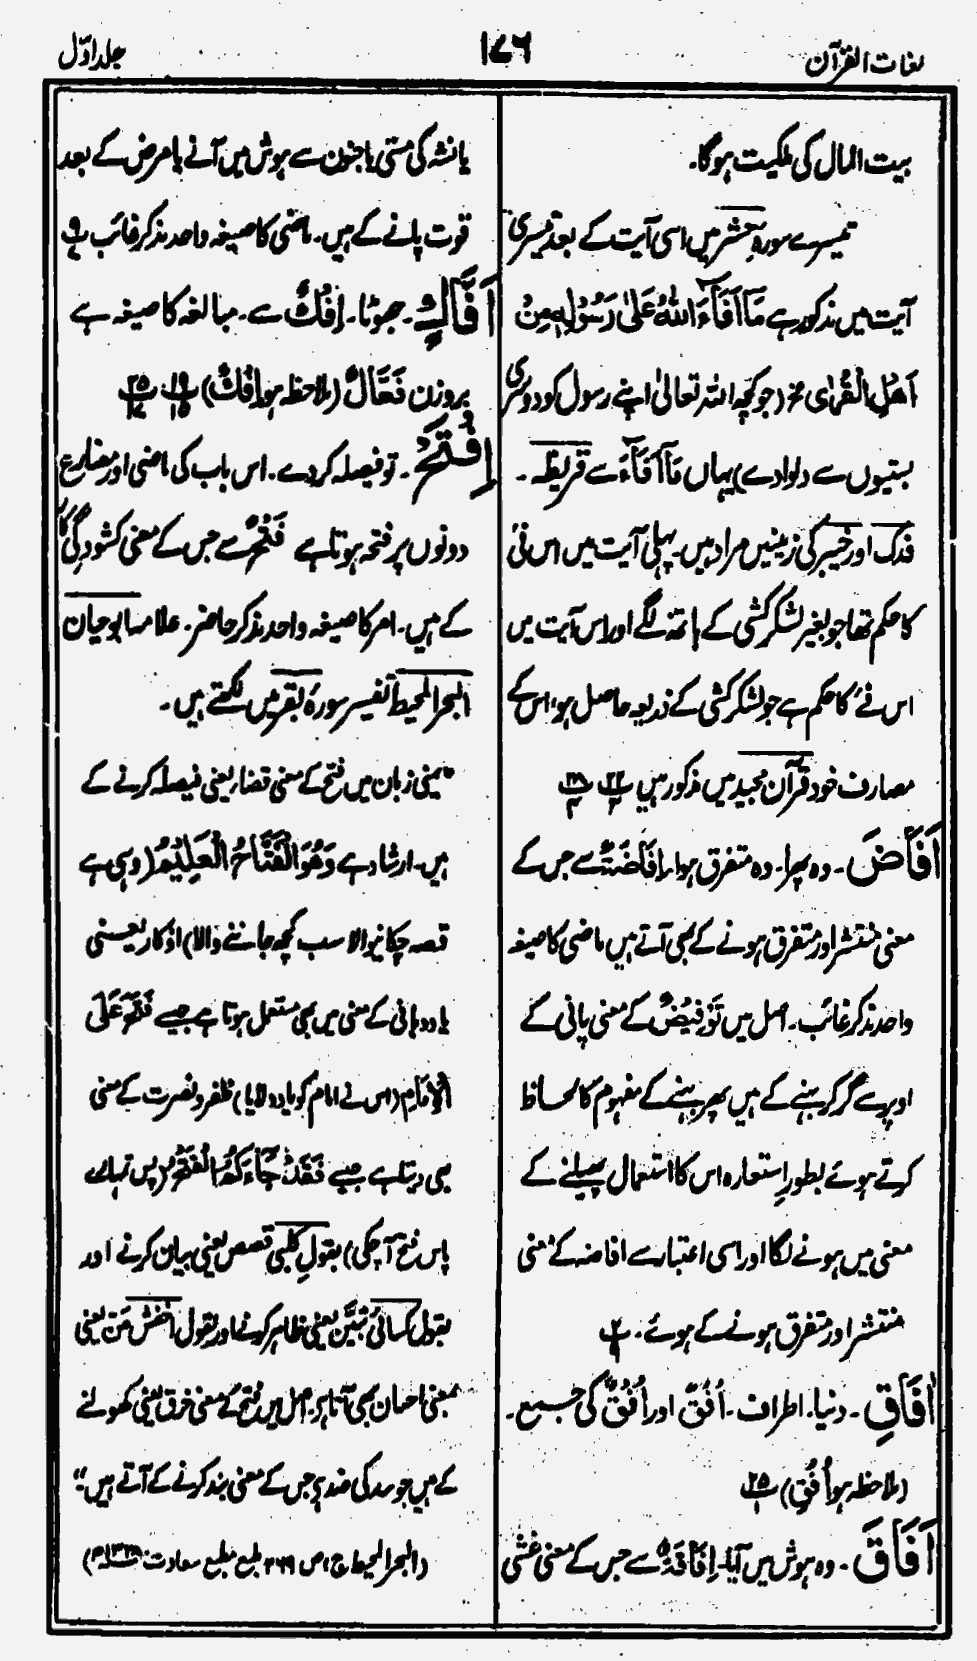 لغات القرآن
۱۷۶
جلد اوّل
بیت المال کی ملکیت ہوگا۔
تیسرے سورۂ حشر میں اسی آیت کے بعد تیسری
آیت میں مذکور ہے مَآ اَفَآءَ اللّٰهُ عَلٰی رَسُوْلِهٖ مِنْ
اَهْلِ الْقُرٰی (جو کچھ اللہ تعالیٰ اپنے رسول کو دوسری
بستیوں سے دلوادے) یہاں مَآ اَفَآءَ سے قریظہ۔
فدک اور خیبر کی زمینیں مراد ہیں۔ پہلی آیت میں اس فئ
کا حکم تھا جو بغیر لشکر کشی کے ہاتھ لگے اور اس آیت میں
اس فئ کا حکم ہے جو لشکر کشی کے ذریعہ حاصل ہو، اس کے
مصارف خود قرآن مجید میں مذکور ہیں
اَفَاضَ۔ وہ پھرا۔ وہ متفرق ہوا۔ اِفَاضَۃٌ سے جس کے
معنی منتشر اور متفرق ہونے کے بھی آتے ہیں ماضی کا صیغہ
واحد مذکر غائب۔ اصل میں تَوْفِیْضٌ کے معنی پانی کے
اوپر سے گر کر بہنے کے ہیں پھر بہنے کے مفہوم کا لحاظ
کرتے ہوئے بطور اِستعارہ اس کا استعمال پھیلنے کے
معنی میں ہونے لگا اور اسی اعتبار سے افاضہ کے معنی
منتشر اور متفرق ہونے کے ہوئے۔
اٰفَاقِ۔ دنیا۔ اطراف۔ اُفُقٌ اور اُفْقٌ کی جمع۔
(ملاحظہ ہو اُفُقِ)
اَفَاقَ۔ وہ ہوش میں آیا۔ اِفَاقَۃٌ سے جس کے معنی غشی
یا نشہ کی مستی یا جنون سے ہوش میں آنے یا مرض کے بعد
قوت پانے کے ہیں۔ ماضی کا صیغہ واحد مذکر غائب
اَفَّاكٍ۔ جھوٹا۔ اِفْكٌ سے۔ مبالغہ کا صیغہ ہے
بروزن فَعَّالٌ (ملاحظہ ہو اِفْكٌ)
اِفْتَحْ۔ تو فیصلہ کردے۔ اس باب کی ماضی اور مضارع
دونوں پر فتحہ ہوتا ہے فَتْحٌ سے جس کے معنی کشودگی
کے ہیں۔ امر کا صیغہ واحد مذکر حاضر۔ علامہ ابو حیان
البحر المحیط تفسیر سورۂ بقرہ میں لکھتے ہیں۔
"یمنی زبان میں فتح کے معنی قضاء یعنی فیصلہ کرنے کے
ہیں۔ ارشاد ہے وَهُوَ الْفَتَّاحُ الْعَلِیْمُ (وہی ہے
قصہ چکانیوالا سب کچھ جاننے والا) اذکار یعنی
یاد دہانی کے معنی میں بھی مستعمل ہوتا ہے جیسے فَتَحَ عَلَی
الْاِمَامِ (اس نے امام کو یاد دلایا) ظفر و نصرت کے معنی
بھی دیتا ہے جیسے فَقَدْ جَآءَكُمُ الْفَتْحُ (پس تمہارے
پاس فتح آچکی) بقولِ کلبی قصص یعنی بیان کرنے اور
بقول کسائی تُبَیِّن یعنی ظاہر کرنے اور بقول اخفش مَنّ یعنی
بمعنی احسان بھی آتا ہے۔ اصل میں فتح کے معنی خرق یعنی کھولنے
کے ہیں جو سد کی ضد ہے جس کے معنی بند کرنے کے آتے ہیں"
(البحر المحیط ج ۱ ص طبع مطبع سعادت ۱۳۲۸ھ)